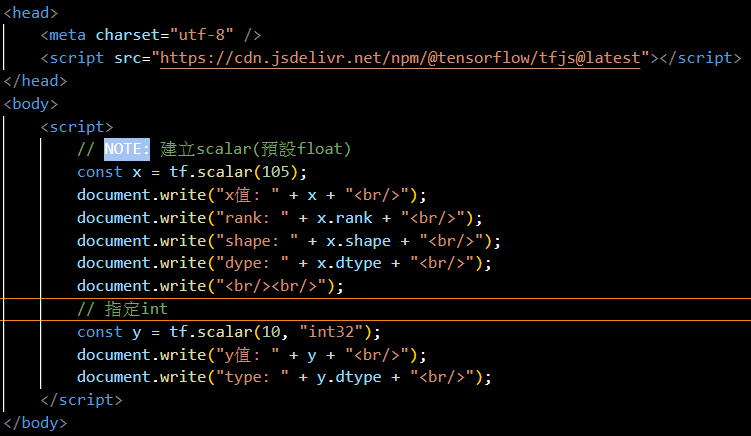 <head>
<meta charset="utf-8" />
<script src="https://cdn.jsdelivr.net/npm/@tensorflow/tfjs@latest"></script>
</head>
<body>
<script>
// NOTE: 建立scalar(預設float)
const x = tf.scalar(105);
document.write("x值: " + x + "<br/>");
document.write("rank: " + x.rank + "<br/>");
document.write("shape: " + x.shape + "<br/>");
document.write("dype: " + x.dtype + "<br/>");
document.write("<br/><br/>");
// 指定int
const y = tf.scalar(10, "int32");
document.write("y值: " + y + "<br/>");
document.write("type: " + y.dtype + "<br/>");
</script>
</body>